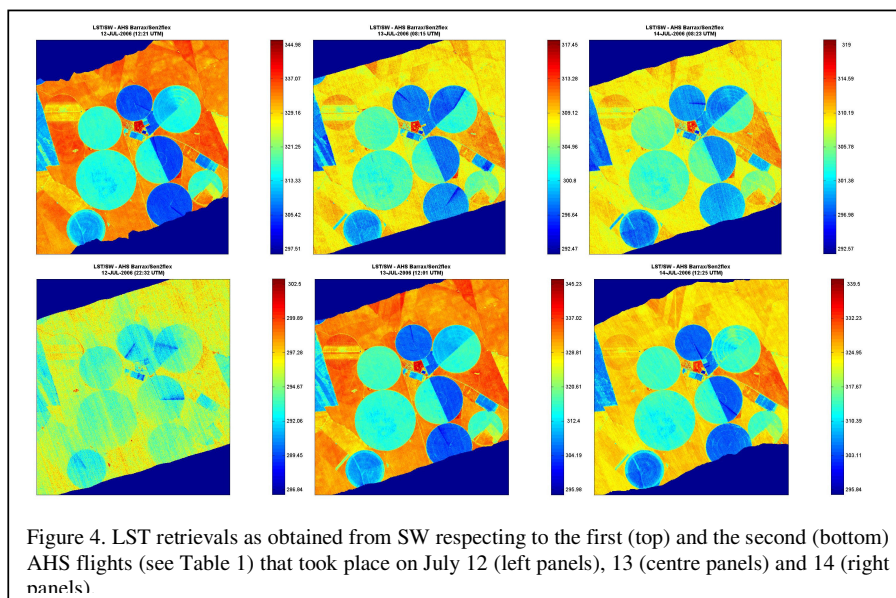 LST/SW - AHS Barrax/Sen2flex
12-JUL-2006 (12:21 UTM)
344.98
337.07
329.16
321.25
313.33
305.42
297.51
LST/SW - AHS Barrax/Sen2flex
13-JUL-2006 (08:15 UTM)
317.45
313.28
309.12
304.96
300.8
296.64
292.47
LST/SW - AHS Barrax/Sen2flex
14-JUL-2006 (08:23 UTM)
319
314.59
310.19
305.78
301.38
296.98
292.57
LST/SW - AHS Barrax/Sen2flex
12-JUL-2006 (22:32 UTM)
302.5
299.89
297.28
294.67
292.06
289.45
286.84
LST/SW - AHS Barrax/Sen2flex
13-JUL-2006 (12:01 UTM)
345.23
337.02
328.81
320.61
312.4
304.19
295.98
LST/SW - AHS Barrax/Sen2flex
14-JUL-2006 (12:25 UTM)
339.5
332.23
324.95
317.67
310.39
303.11
295.84
Figure 4. LST retrievals as obtained from SW respecting to the first (top) and the second (bottom)
AHS flights (see Table 1) that took place on July 12 (left panels), 13 (centre panels) and 14 (right
panels).